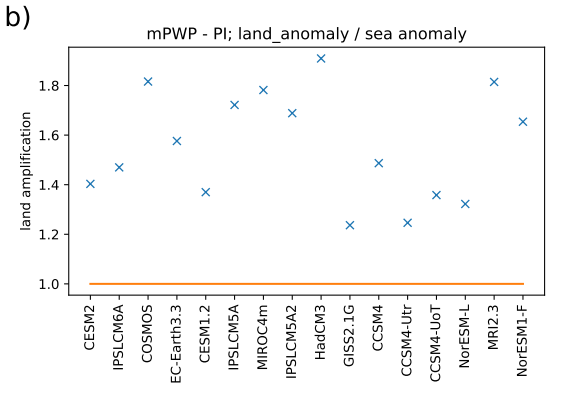 b)
mPWP - PI; land_anomaly / sea anomaly
land amplification
1.8
1.6
1.4
1.2
1.0
CESM2
IPSLCM6A
COSMOS
EC-Earth3.3
CESM1.2
IPSLCM5A
MIROC4m
IPSLCM5A2
HadCM3
GISS2.1G
CCSM4
CCSM4-Utr
CCSM4-UoT
NorESM-L
MRI2.3
NorESM1-F